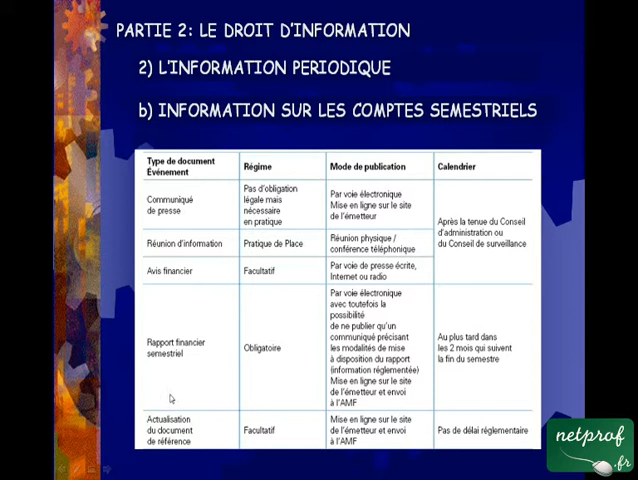 PARTIE 2: LE DROIT D'INFORMATION
2) L'INFORMATION PERIODIQUE
b) INFORMATION SUR LES COMPTES SEMESTRIELS
Type de document
Événement
Régime
Mode de publication
Calendrier
Communiqué
de presse
Pas d'obligation
légale mais
nécessaire
en pratique
Par voie électronique
Mise en ligne sur le site
de l'émetteur
Après la tenue du Conseil
d'administration ou
du Conseil de surveillance
Réunion d'information
Pratique de Place
Réunion physique /
conférence téléphonique
Avis financier
Facultatif
Par voie de presse écrite,
Internet ou radio
Rapport financier
semestriel
Obligatoire
Par voie électronique
avec toutefois la
possibilité
de ne publier qu'un
communiqué précisant
les modalités de mise
à disposition du rapport
(information réglementée)
Mise en ligne sur le site
de l'émetteur et envoi
à l'AMF
Au plus tard dans
les 2 mois qui suivent
la fin du semestre
Actualisation
du document
de référence
Facultatif
Mise en ligne sur le site
de l'émetteur et envoi
à l'AMF
Pas de délai réglementaire
netprof
.fr